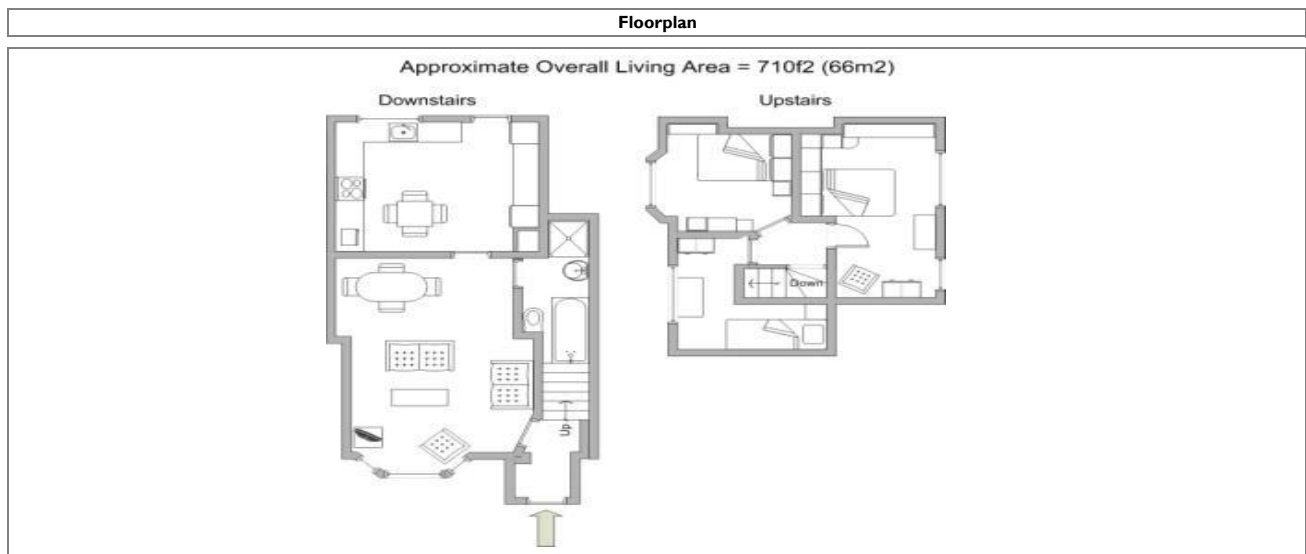 Floorplan
Approximate Overall Living Area = 710f2 (66m2)
Downstairs
Upstairs
Down
Up